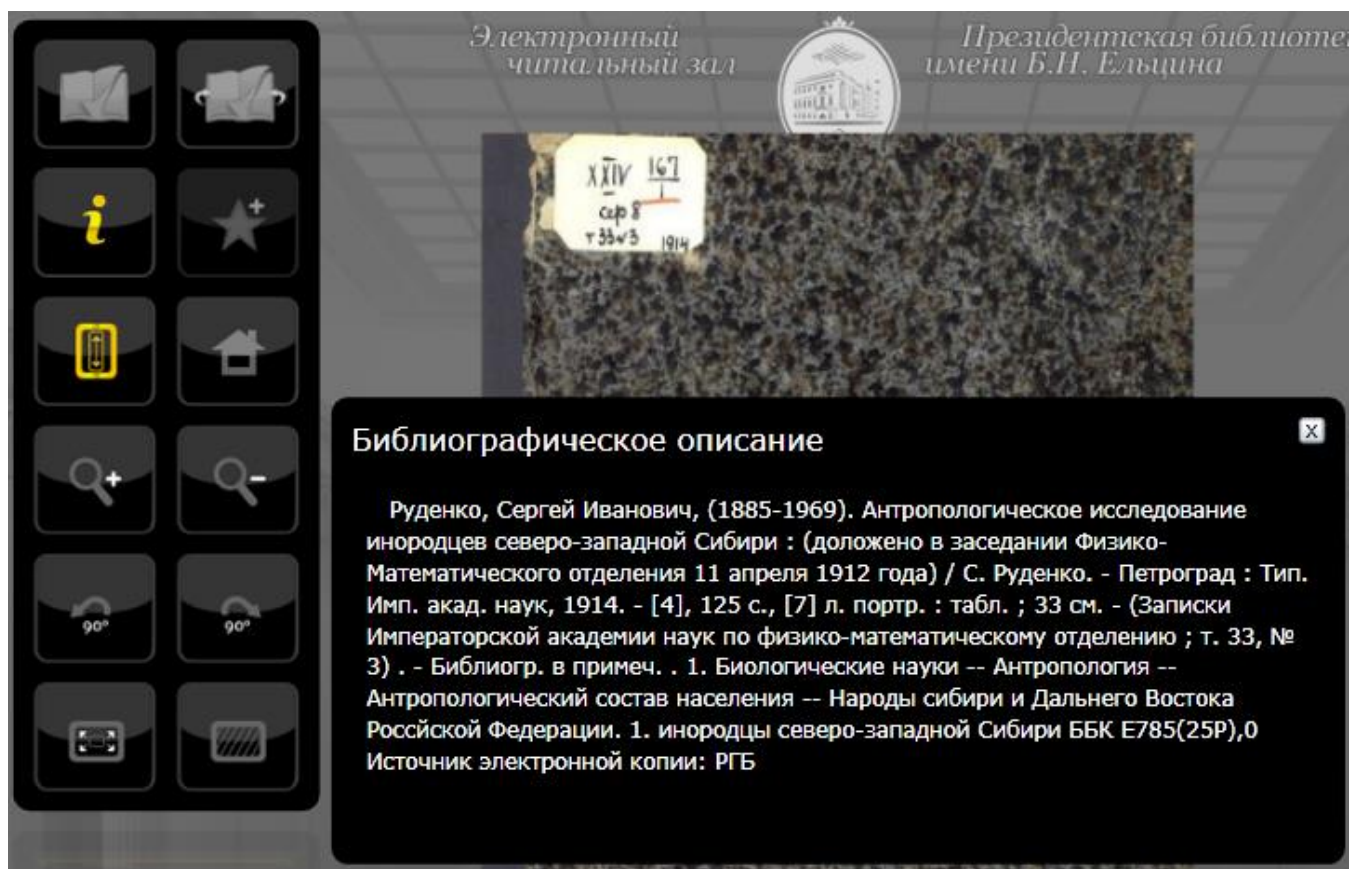 Электронный
читальный зал
Президентская библиоте
имени Б.Н. Ельцина
XXIV 167
1
сер 8
т 33 № 3 1914
Библиографическое описание
X
Руденко, Сергей Иванович, (1885-1969). Антропологическое исследование
инородцев северо-западной Сибири : (доложено в заседании Физико-
Математического отделения 11 апреля 1912 года) / С. Руденко. - Петроград : Тип.
Имп. акад. наук, 1914. - [4], 125 с., [7] л. портр. : табл. ; 33 см. - (Записки
Императорской академии наук по физико-математическому отделению ; т. 33, №
3) . - Библиогр. в примеч. . 1. Биологические науки -- Антропология --
Антропологический состав населения -- Народы сибири и Дальнего Востока
Россйской Федерации. 1. инородцы северо-западной Сибири ББК Е785(25Р),0
Источник электронной копии: РГБ
90°
90°